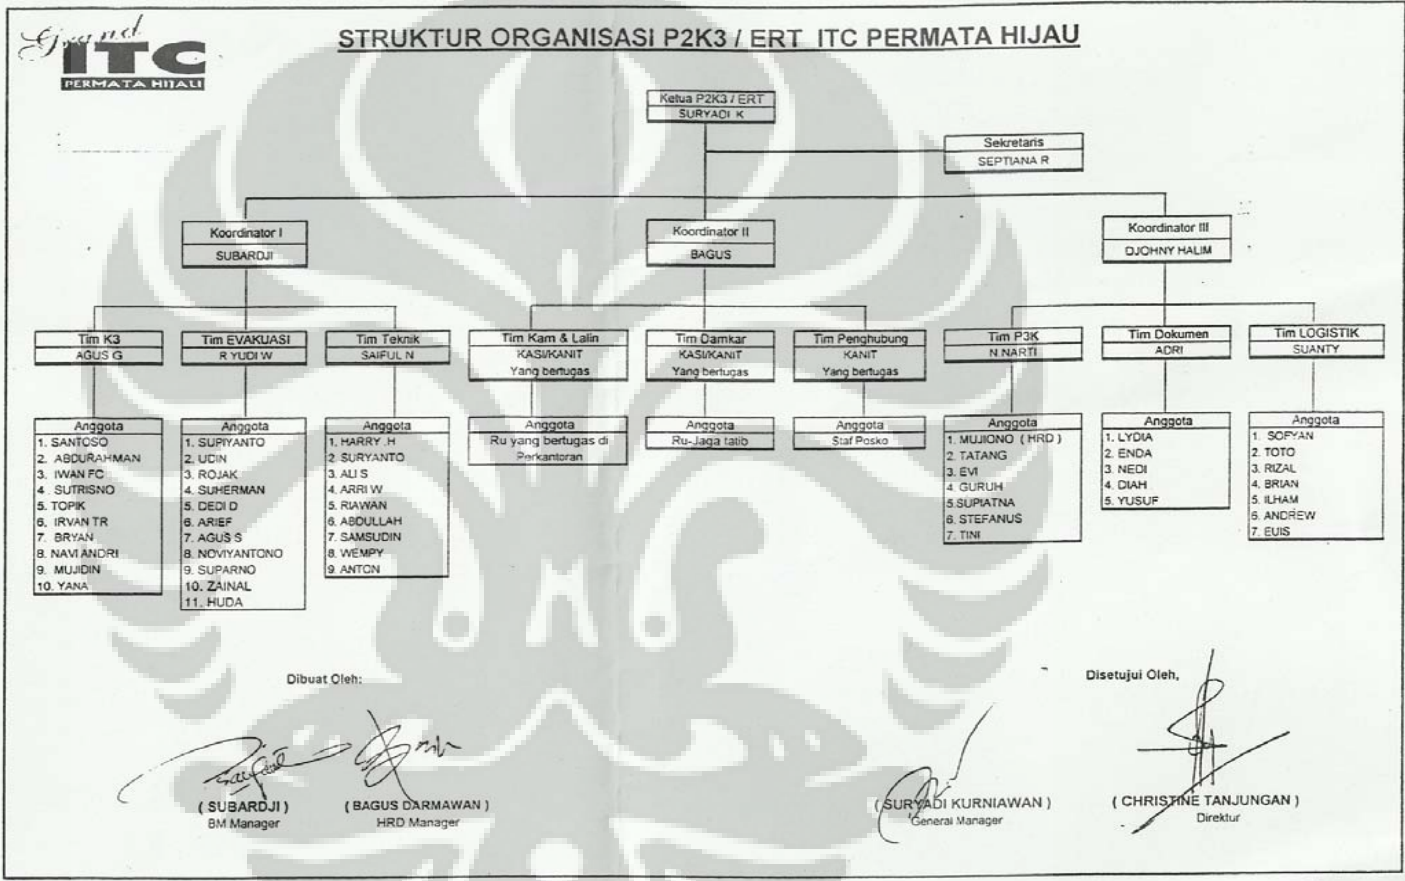 Grand
ITC
PERMATA HIJAU
STRUKTUR ORGANISASI P2K3 / ERT ITC PERMATA HIJAU
Ketua P2K3 / ERT
SURYADI K
Sekretaris
SEPTIANA R
Koordinator I
SUBARDJI
Koordinator II
BAGUS
Koordinator III
DJOHNY HALIM
Tim K3
AGUS G
Tim EVAKUASI
R YUDI W
Tim Teknik
SAIFUL N
Tim Kam & Lalin
KASI/KANIT
Yang bertugas
Tim Damkar
KASI/KANIT
Yang bertugas
Tim Penghubung
KANIT
Yang bertugas
Tim P3K
N NARTI
Tim Dokumen
ADRI
Tim LOGISTIK
SUANTY
Anggota
1. SANTOSO
2. ABDURAHMAN
3. IWAN FC
4. SUTRISNO
5. TOPIK
6. IRVAN TR
7. BRYAN
8. NAVI ANDRI
9. MUJIDIN
10. YANA
Anggota
1. SUPIYANTO
2. UDIN
3. ROJAK
4. SUHERMAN
5. DEDI D
6. ARIEF
7. AGUS S
8. NOVIYANTONO
9. SUPARNO
10. ZAINAL
11. HUDA
Anggota
1. HARRY .H
2. SURYANTO
3. ALI S
4. ARRI W
5. RIAWAN
6. ABDULLAH
7. SAMSUDIN
8. WEMPY
9. ANTON
Anggota
Ru yang bertugas di
Perkantoran
Anggota
Ru-Jaga tatib
Anggota
Staf Posko
Anggota
1. MUJIONO ( HRD )
2. TATANG
3. EVI
4. GURUH
5.SUPIATNA
6. STEFANUS
7. TINI
Anggota
1. LYDIA
2. ENDA
3. NEDI
4. DIAH
5. YUSUF
Anggota
1. SOFYAN
2. TOTO
3. RIZAL
4. BRIAN
5. ILHAM
6. ANDREW
7. EUIS
Dibuat Oleh:
Disetujui Oleh,
( SUBARDJI )
BM Manager
( BAGUS DARMAWAN )
HRD Manager
( SURYADI KURNIAWAN )
General Manager
( CHRISTINE TANJUNGAN )
Direktur